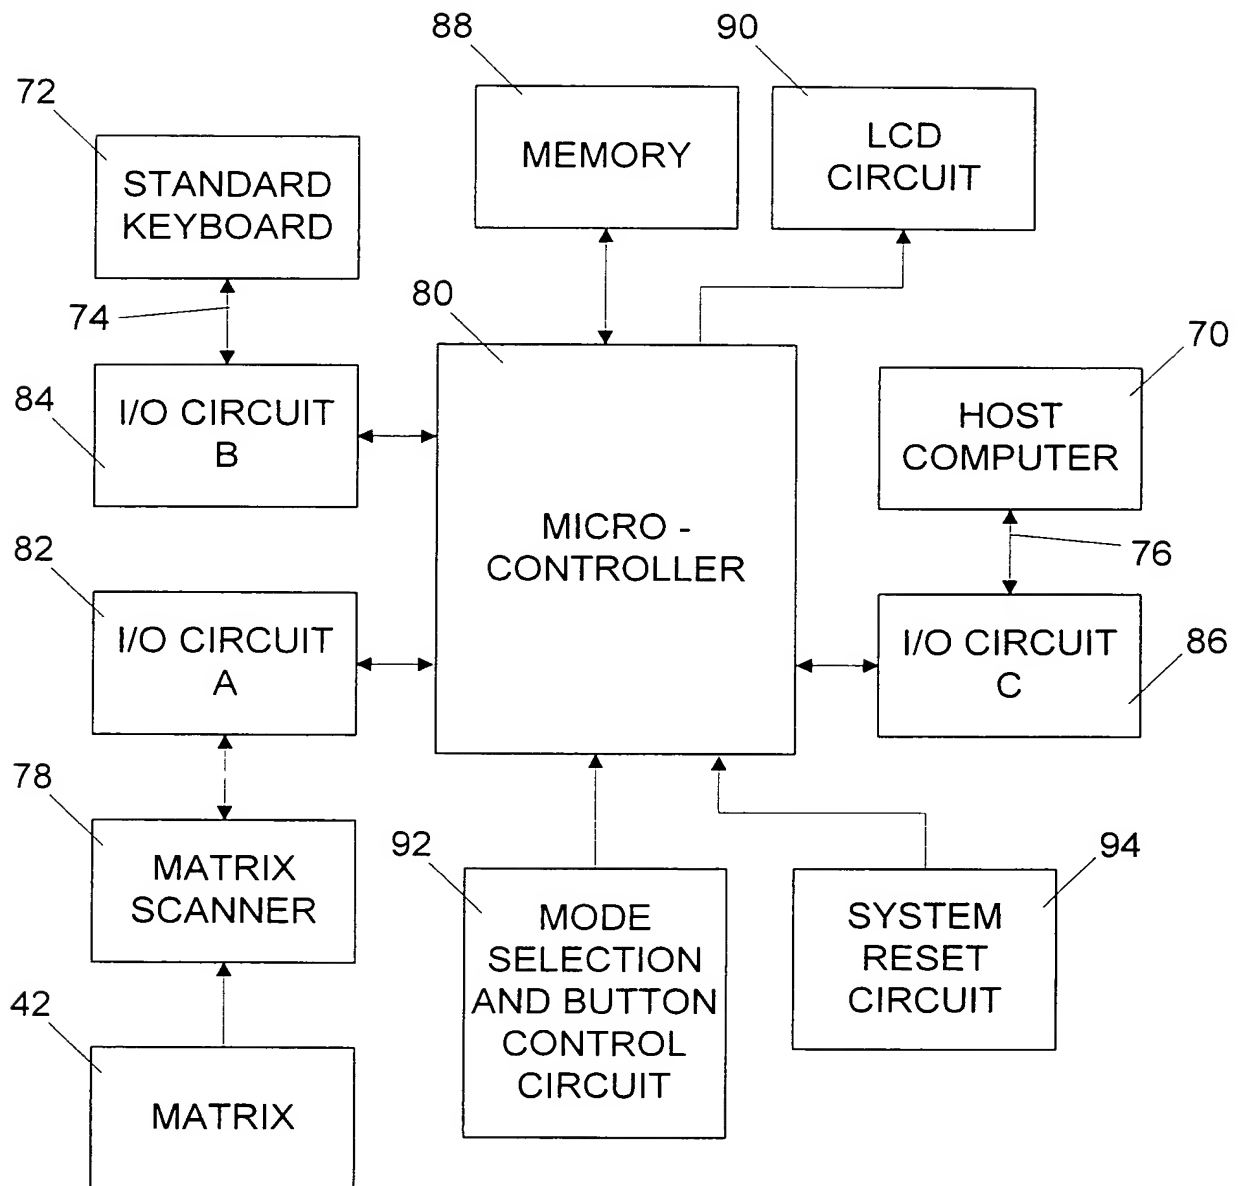 88
90
72
MEMORY
LCD
CIRCUIT
STANDARD
KEYBOARD
74
80
70
84
I/O CIRCUIT
B
HOST
COMPUTER
MICRO -
CONTROLLER
76
82
I/O CIRCUIT
A
I/O CIRCUIT
C
86
78
MATRIX
SCANNER
92
MODE
SELECTION
AND BUTTON
CONTROL
CIRCUIT
94
SYSTEM
RESET
CIRCUIT
42
MATRIX